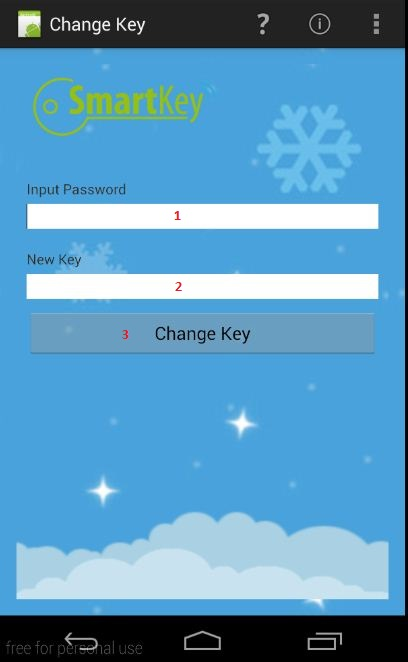 Change Key
?
i
SmartKey
Input Password
1
New Key
2
3 Change Key
free for personal use